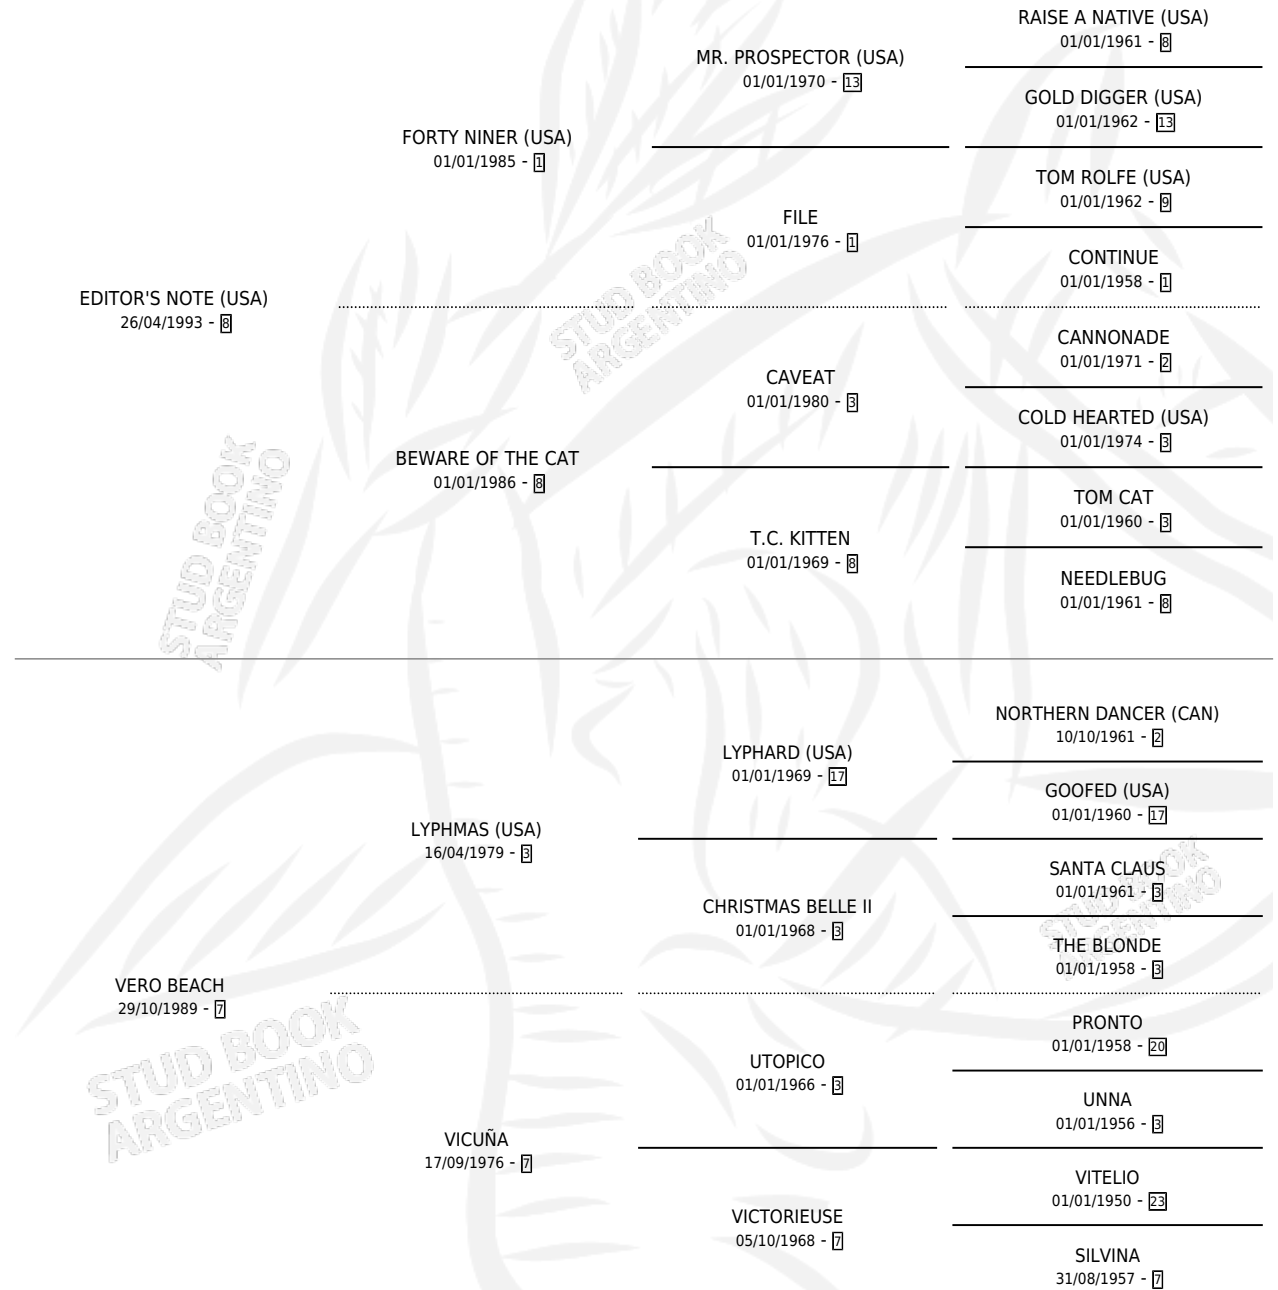 RAISE A NATIVE (USA)
01/01/1961 - 8
MR. PROSPECTOR (USA)
01/01/1970 - 13
GOLD DIGGER (USA)
01/01/1962 - 13
FORTY NINER (USA)
01/01/1985 - 1
TOM ROLFE (USA)
01/01/1962 - 9
FILE
01/01/1976 - 1
CONTINUE
01/01/1958 - 1
EDITOR'S NOTE (USA)
26/04/1993 - 8
STUD BOOK
ARGENTINO
CANNONADE
01/01/1971 - 2
CAVEAT
01/01/1980 - 3
COLD HEARTED (USA)
01/01/1974 - 3
BEWARE OF THE CAT
01/01/1986 - 8
TOM CAT
01/01/1960 - 3
T.C. KITTEN
01/01/1969 - 8
NEEDLEBUG
01/01/1961 - 8
STUD BOOK
ARGENTINO
NORTHERN DANCER (CAN)
10/10/1961 - 2
LYPHARD (USA)
01/01/1969 - 17
GOOFED (USA)
01/01/1960 - 17
LYPHMAS (USA)
16/04/1979 - 3
SANTA CLAUS
01/01/1961 - 3
CHRISTMAS BELLE II
01/01/1968 - 3
THE BLONDE
01/01/1958 - 3
STUD BOOK
ARGENTINO
VERO BEACH
29/10/1989 - 7
PRONTO
01/01/1958 - 20
UTOPICO
01/01/1966 - 3
UNNA
01/01/1956 - 3
STUD BOOK
ARGENTINO
VICUÑA
17/09/1976 - 7
VITELIO
01/01/1950 - 23
VICTORIEUSE
05/10/1968 - 7
SILVINA
31/08/1957 - 7